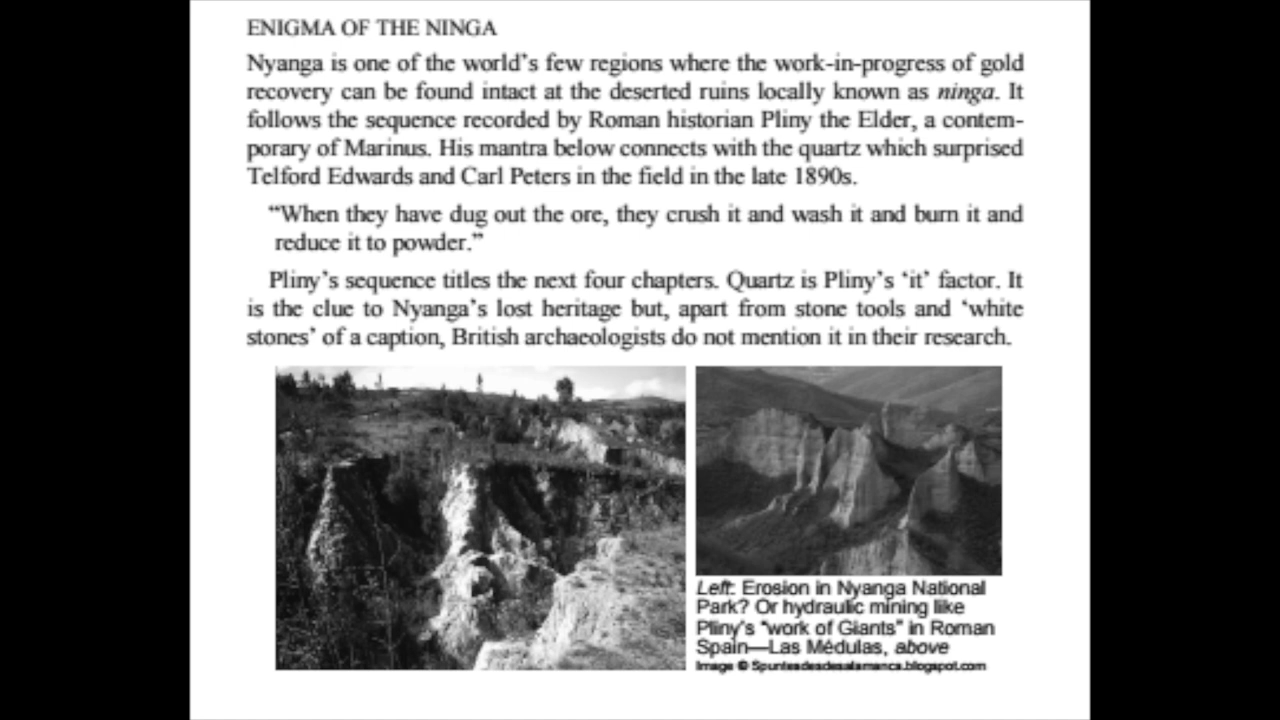 ENIGMA OF THE NINGA
Nyanga is one of the world's few regions where the work-in-progress of gold
recovery can be found intact at the deserted ruins locally known as ninga. It
follows the sequence recorded by Roman historian Pliny the Elder, a contem-
porary of Marinus. His mantra below connects with the quartz which surprised
Telford Edwards and Carl Peters in the field in the late 1890s.
“When they have dug out the ore, they crush it and wash it and burn it and
reduce it to powder.”
Pliny's sequence titles the next four chapters. Quartz is Pliny's ‘it’ factor. It
is the clue to Nyanga's lost heritage but, apart from stone tools and ‘white
stones’ of a caption, British archaeologists do not mention it in their research.
Left: Erosion in Nyanga National
Park? Or hydraulic mining like
Pliny's “work of Giants” in Roman
Spain—Las Médulas, above
Image © Spuntesdesdesalamanca.blogspot.com